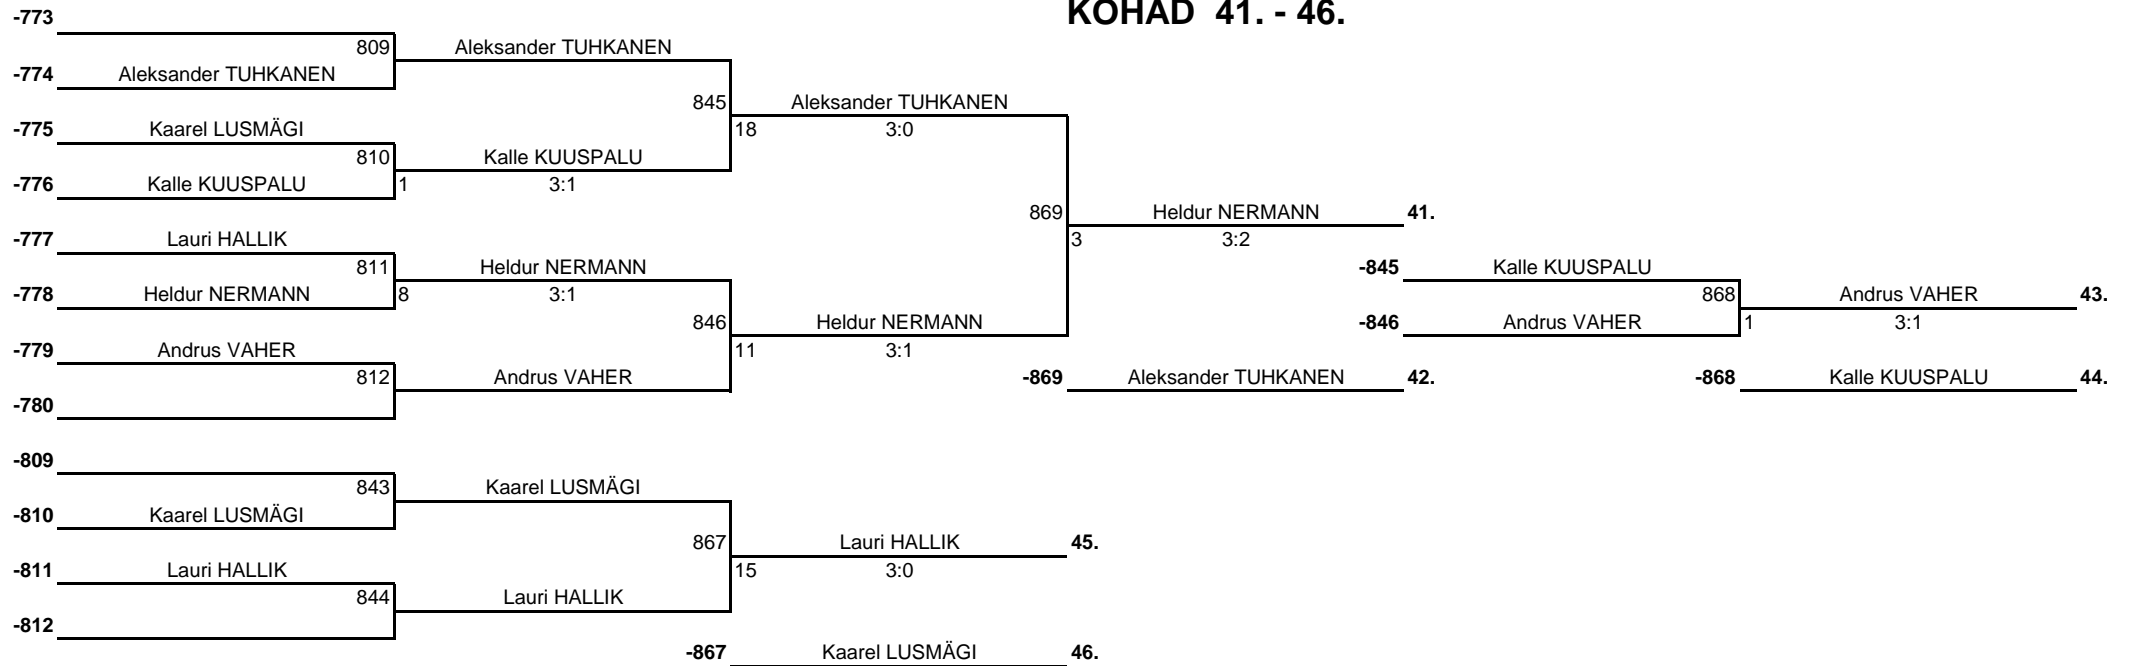 KOHAD 41. - 46.
-773
809 Aleksander TUHKANEN
-774 Aleksander TUHKANEN
845 Aleksander TUHKANEN
-775 Kaarel LUSMÄGI
18 3:0
810 Kalle KUUSPALU
-776 Kalle KUUSPALU
1 3:1
869 Heldur NERMANN 41.
-777 Lauri HALLIK
3 3:2
811 Heldur NERMANN
-845 Kalle KUUSPALU
-778 Heldur NERMANN
8 3:1
868 Andrus VAHER 43.
846 Heldur NERMANN
-846 Andrus VAHER
1 3:1
-779 Andrus VAHER
11 3:1
812 Andrus VAHER
-869 Aleksander TUHKANEN 42.
-868 Kalle KUUSPALU 44.
-780
-809
843 Kaarel LUSMÄGI
-810 Kaarel LUSMÄGI
867 Lauri HALLIK 45.
-811 Lauri HALLIK
15 3:0
844 Lauri HALLIK
-812
-867 Kaarel LUSMÄGI 46.